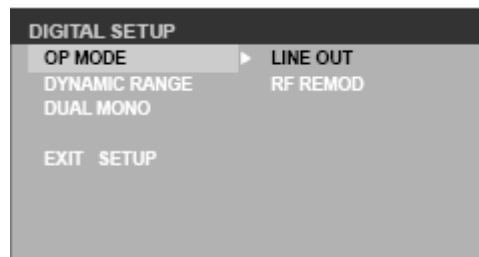 DIGITAL SETUP
OP MODE LINE OUT
DYNAMIC RANGE RF REMOD
DUAL MONO
EXIT SETUP